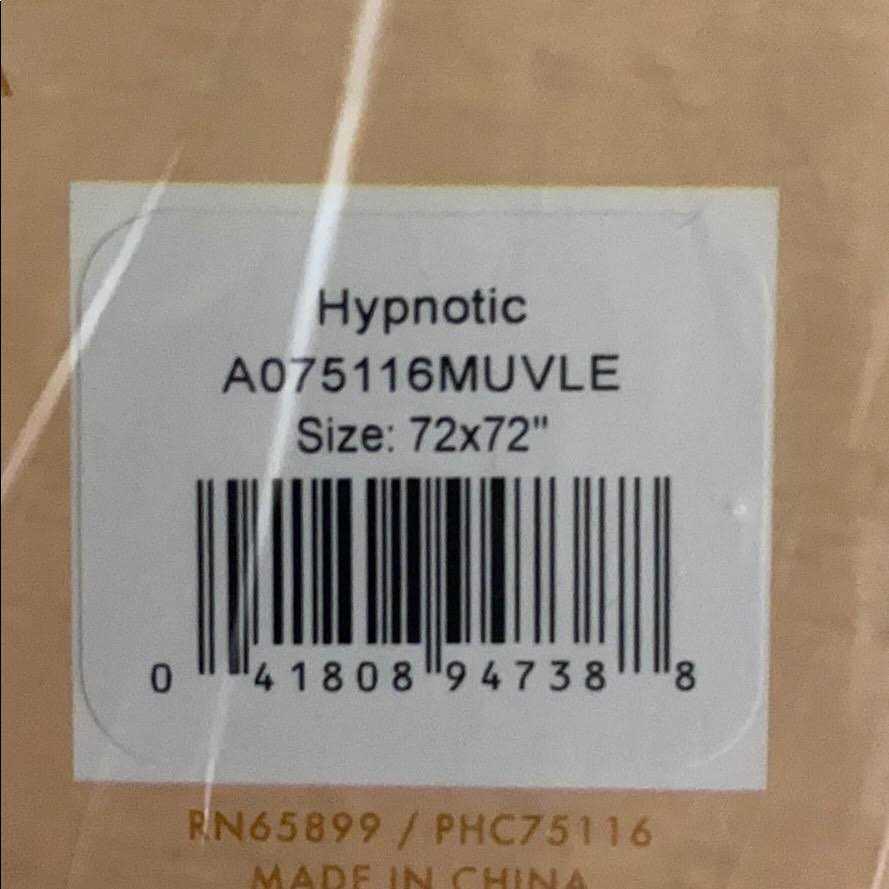 Hypnotic
A075116MUVLE
Size: 72x72"
0 41808 94738 8
RN65899 / PHC75116
MADE IN CHINA